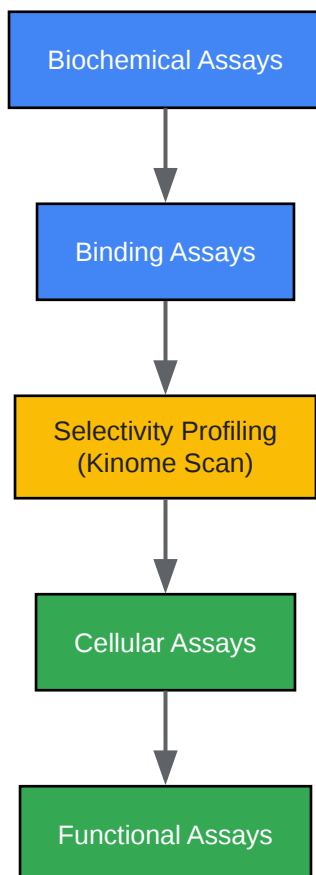 Biochemical Assays
Binding Assays
Selectivity Profiling
(Kinome Scan)
Cellular Assays
Functional Assays